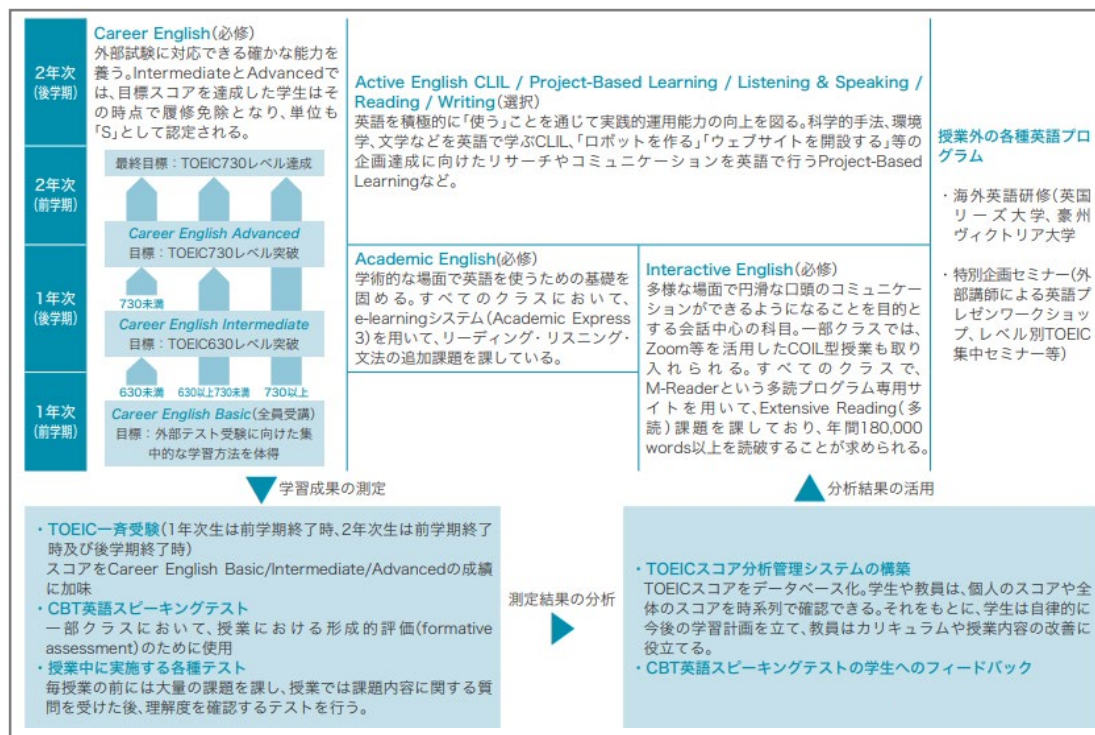 2年次
(後学期)
2年次
(前学期)
1年次
(後学期)
1年次
(前学期)
Career English(必修)
外部試験に対応できる確かな能力を
養う。IntermediateとAdvancedで
は、目標スコアを達成した学生はそ
の時点で履修免除となり、単位も
「S」として認定される。
最終目標：TOEIC730レベル達成
Career English Advanced
目標：TOEIC730レベル突破
730未満
Career English Intermediate
目標：TOEIC630レベル突破
630未満 630以上730未満 730以上
Career English Basic(全員受講)
目標：外部テスト受験に向けた集
中的な学習方法を体得
Active English CLIL / Project-Based Learning / Listening & Speaking /
Reading / Writing(選択)
英語を積極的に「使う」ことを通じて実践的運用能力の向上を図る。科学的手法、環境
学、文学などを英語で学ぶCLIL、「ロボットを作る」「ウェブサイトを開設する」等の
企画達成に向けたリサーチやコミュニケーションを英語で行うProject-Based
Learningなど。
Academic English(必修)
学術的な場面で英語を使うための基礎を
固める。すべてのクラスにおいて、
e-learningシステム(Academic Express
3)を用いて、リーディング・リスニング・
文法の追加課題を課している。
Interactive English(必修)
多様な場面で円滑な口頭のコミュニケー
ションができるようになることを目的と
する会話中心の科目。一部クラスでは、
Zoom等を活用したCOIL型授業も取り
入れられる。すべてのクラスで、
M-Readerという多読プログラム専用
サイトを用いて、Extensive Reading(多
読)課題を課しており、年間180,000
words以上を読破することが求められる。
授業外の各種英語プロ
グラム
・海外英語研修(英国
リーズ大学、豪州
ヴィクトリア大学
・特別企画セミナー(外
部講師による英語プ
レゼンワークショッ
プ、レベル別TOEIC
集中セミナー等)
学習成果の測定
・TOEIC一斉受験(1年次生は前学期終了時、2年次生は前学期終了
時及び後学期終了時)
スコアをCareer English Basic/Intermediate/Advancedの成績
に加味
・CBT英語スピーキングテスト
一部クラスにおいて、授業における形成的評価(formative
assessment)のために使用
・授業中に実施する各種テスト
毎授業の前には大量の課題を課し、授業では課題内容に関する質
問を受けた後、理解度を確認するテストを行う。
測定結果の分析
分析結果の活用
・TOEICスコア分析管理システムの構築
TOEICスコアをデータベース化。学生や教員は、個人のスコアや全
体のスコアを時系列で確認できる。それをもとに、学生は自律的に
今後の学習計画を立て、教員はカリキュラムや授業内容の改善に
役立てる。
・CBT英語スピーキングテストの学生へのフィードバック